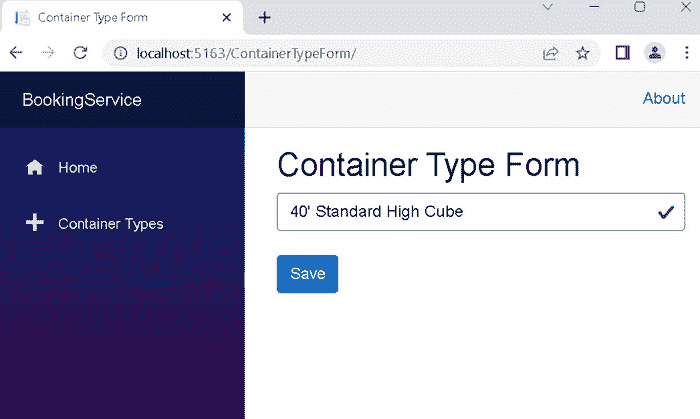 Container Type Form
localhost:5163/ContainerTypeForm/
BookingService
About
Home
Container Types
Container Type Form
40' Standard High Cube
Save